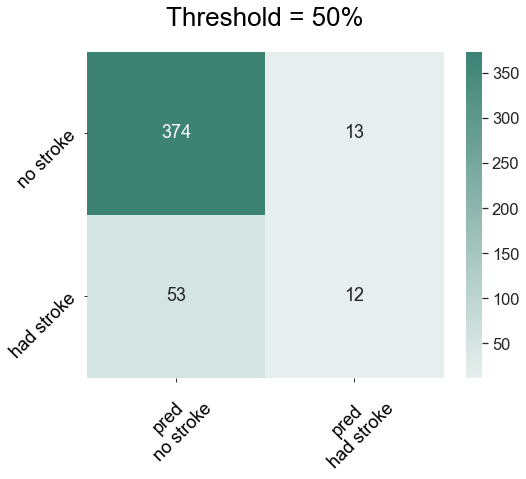 Threshold = 50%
no stroke
374
13
had stroke
53
12
pred
no stroke
pred
had stroke
350
300
250
200
150
100
50